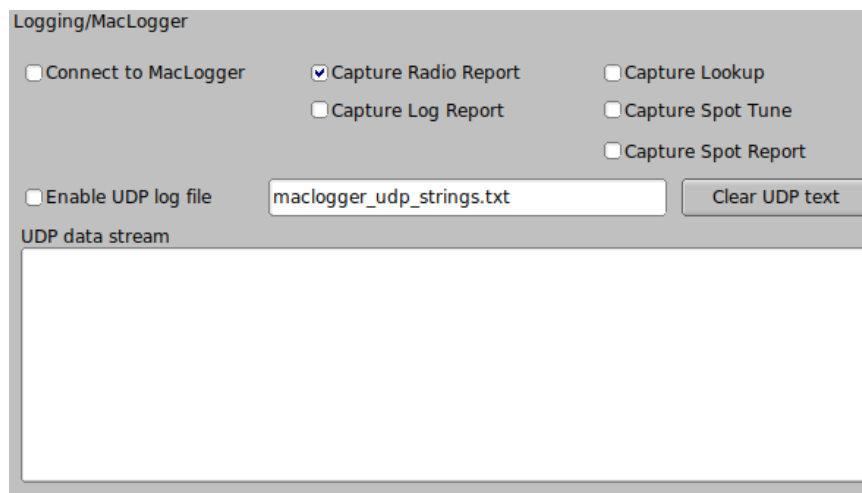 Logging/MacLogger
Connect to MacLogger Capture Radio Report Capture Lookup
Capture Log Report Capture Spot Tune
Capture Spot Report
Enable UDP log file maclogger_udp_strings.txt Clear UDP text
UDP data stream